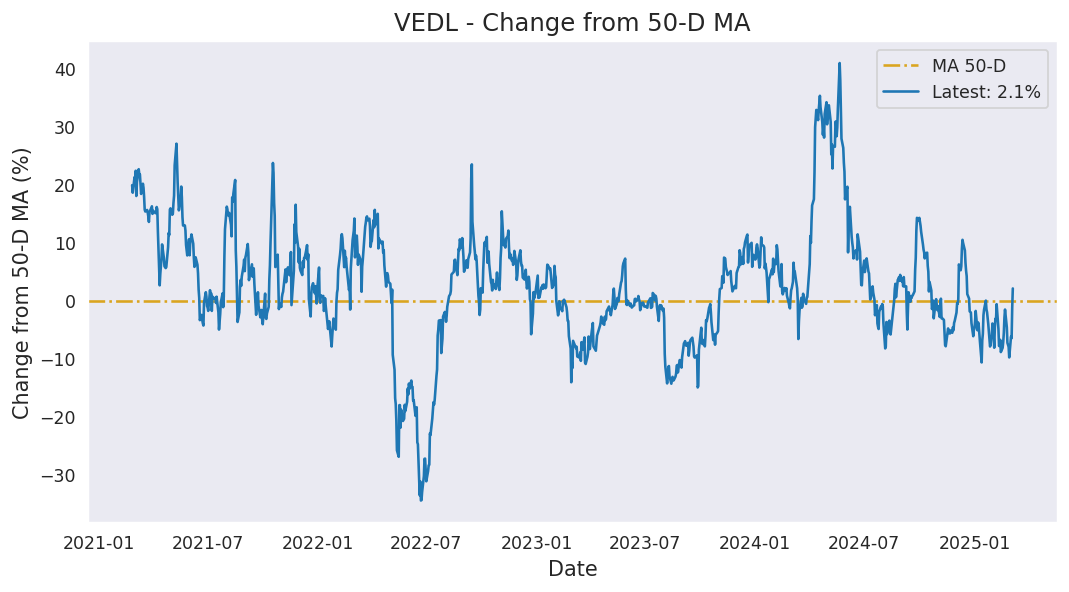 VEDL - Change from 50-D MA
MA 50-D
Latest: 2.1%
Change from 50-D MA (%)
40
30
20
10
0
−10
−20
−30
2021-01 2021-07 2022-01 2022-07 2023-01 2023-07 2024-01 2024-07 2025-01
Date